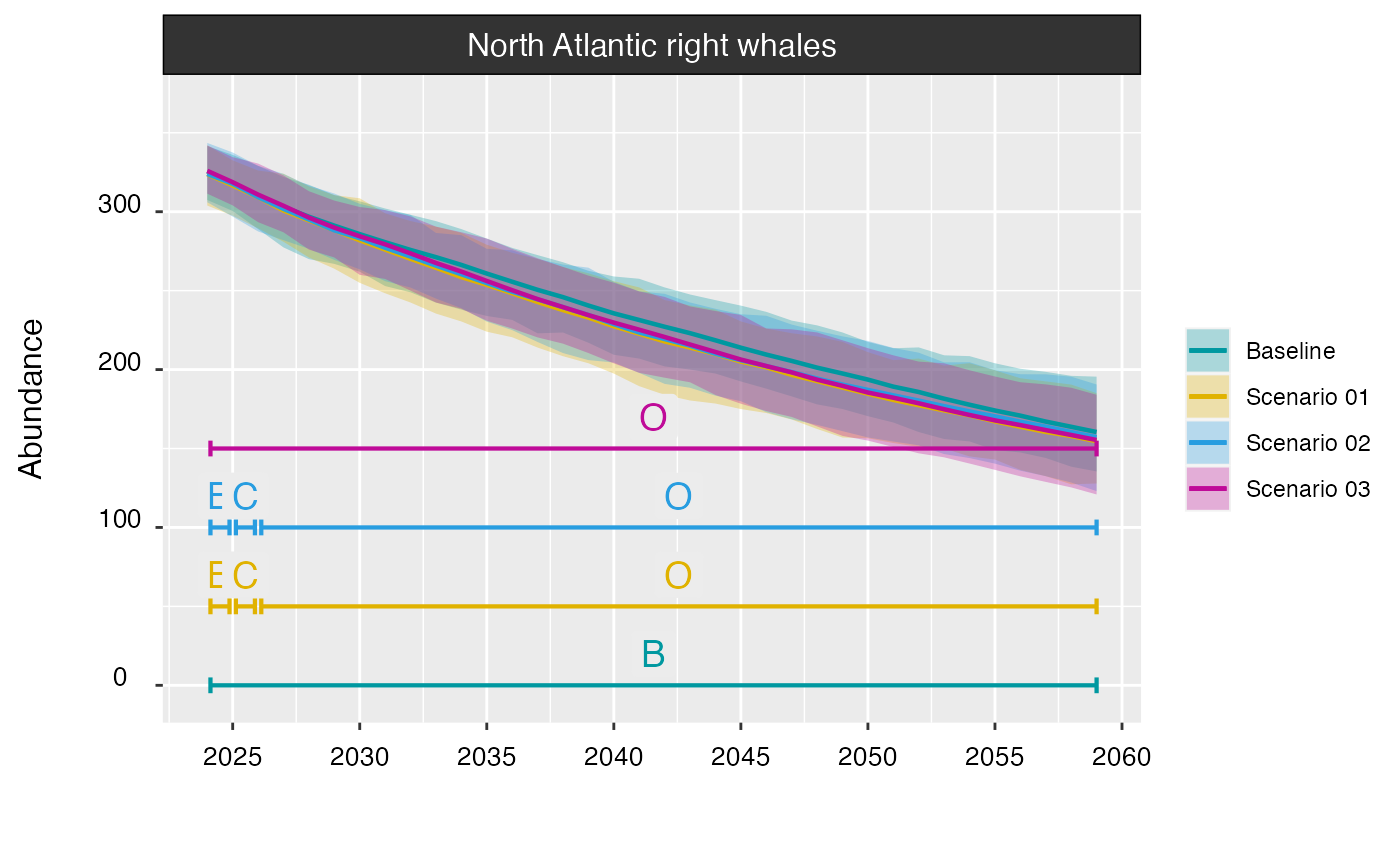 North Atlantic right whales
Abundance
300
200
100
0
O
B C O
B C O
B
2025 2030 2035 2040 2045 2050 2055 2060
Baseline
Scenario 01
Scenario 02
Scenario 03